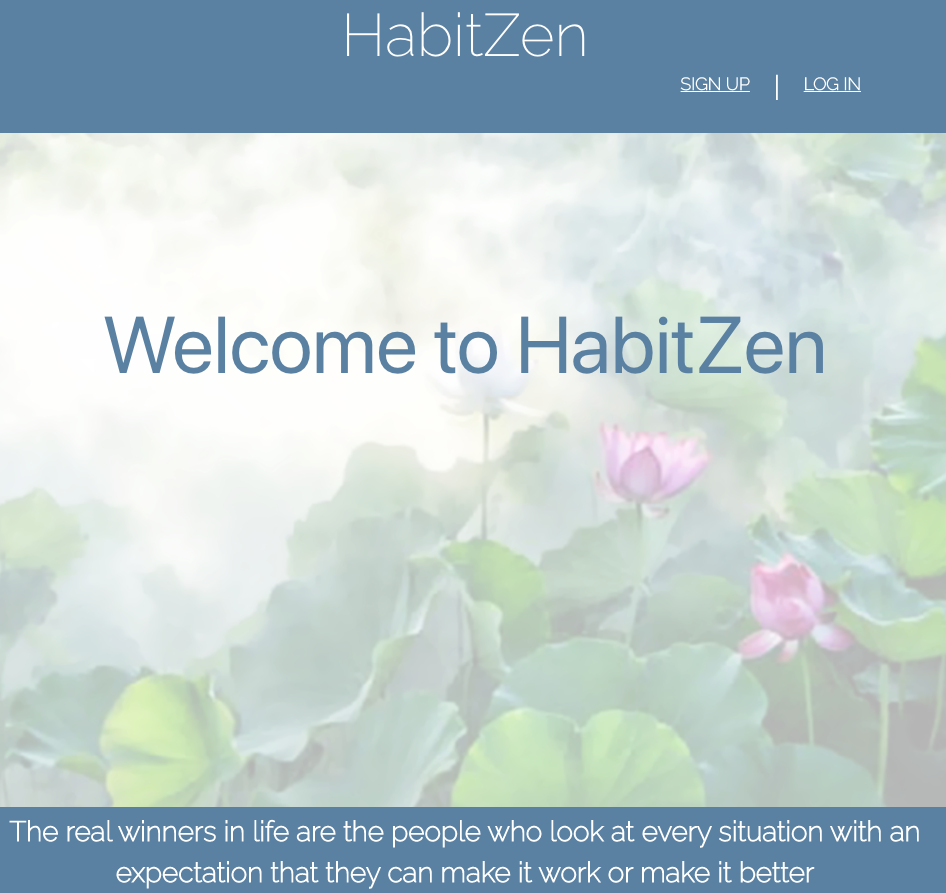 HabitZen
SIGN UP | LOG IN
Welcome to HabitZen
The real winners in life are the people who look at every situation with an
expectation that they can make it work or make it better